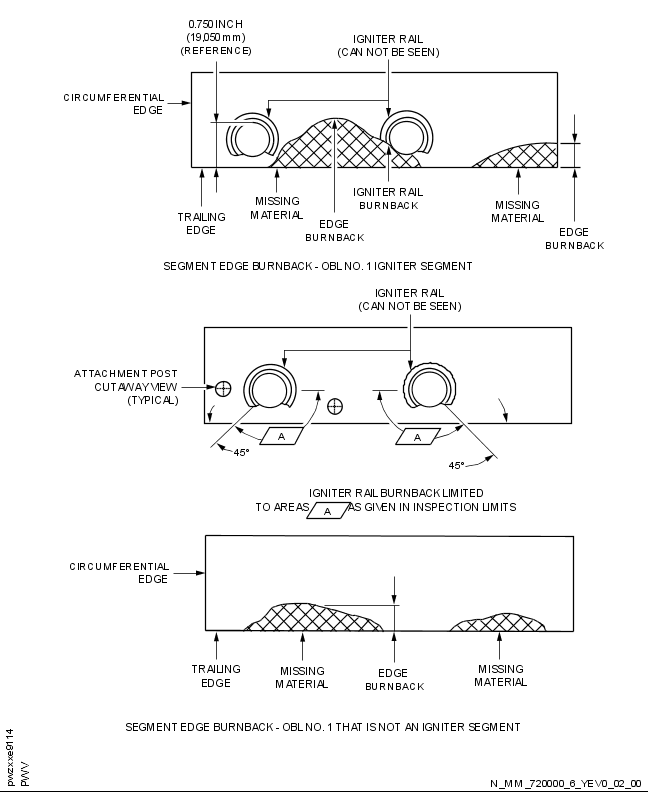 0.750 INCH
(19,050 mm)
(REFERENCE)
IGNITER RAIL
(CAN NOT BE SEEN)
CIRCUMFERENTIAL
EDGE
TRAILING
EDGE
MISSING
MATERIAL
EDGE
BURNBACK
IGNITER RAIL
BURNBACK
MISSING
MATERIAL
EDGE
BURNBACK
SEGMENT EDGE BURNBACK - OBL NO. 1 IGNITER SEGMENT
IGNITER RAIL
(CAN NOT BE SEEN)
ATTACHMENT POST
CUTAWAY VIEW
(TYPICAL)
A
A
45°
45°
IGNITER RAIL BURNBACK LIMITED
TO AREAS A AS GIVEN IN INSPECTION LIMITS
CIRCUMFERENTIAL
EDGE
TRAILING
EDGE
MISSING
MATERIAL
EDGE
BURNBACK
MISSING
MATERIAL
SEGMENT EDGE BURNBACK - OBL NO. 1 THAT IS NOT AN IGNITER SEGMENT
pwzxxe9114
PWV
N_MM_720000_6_YEV0_02_00